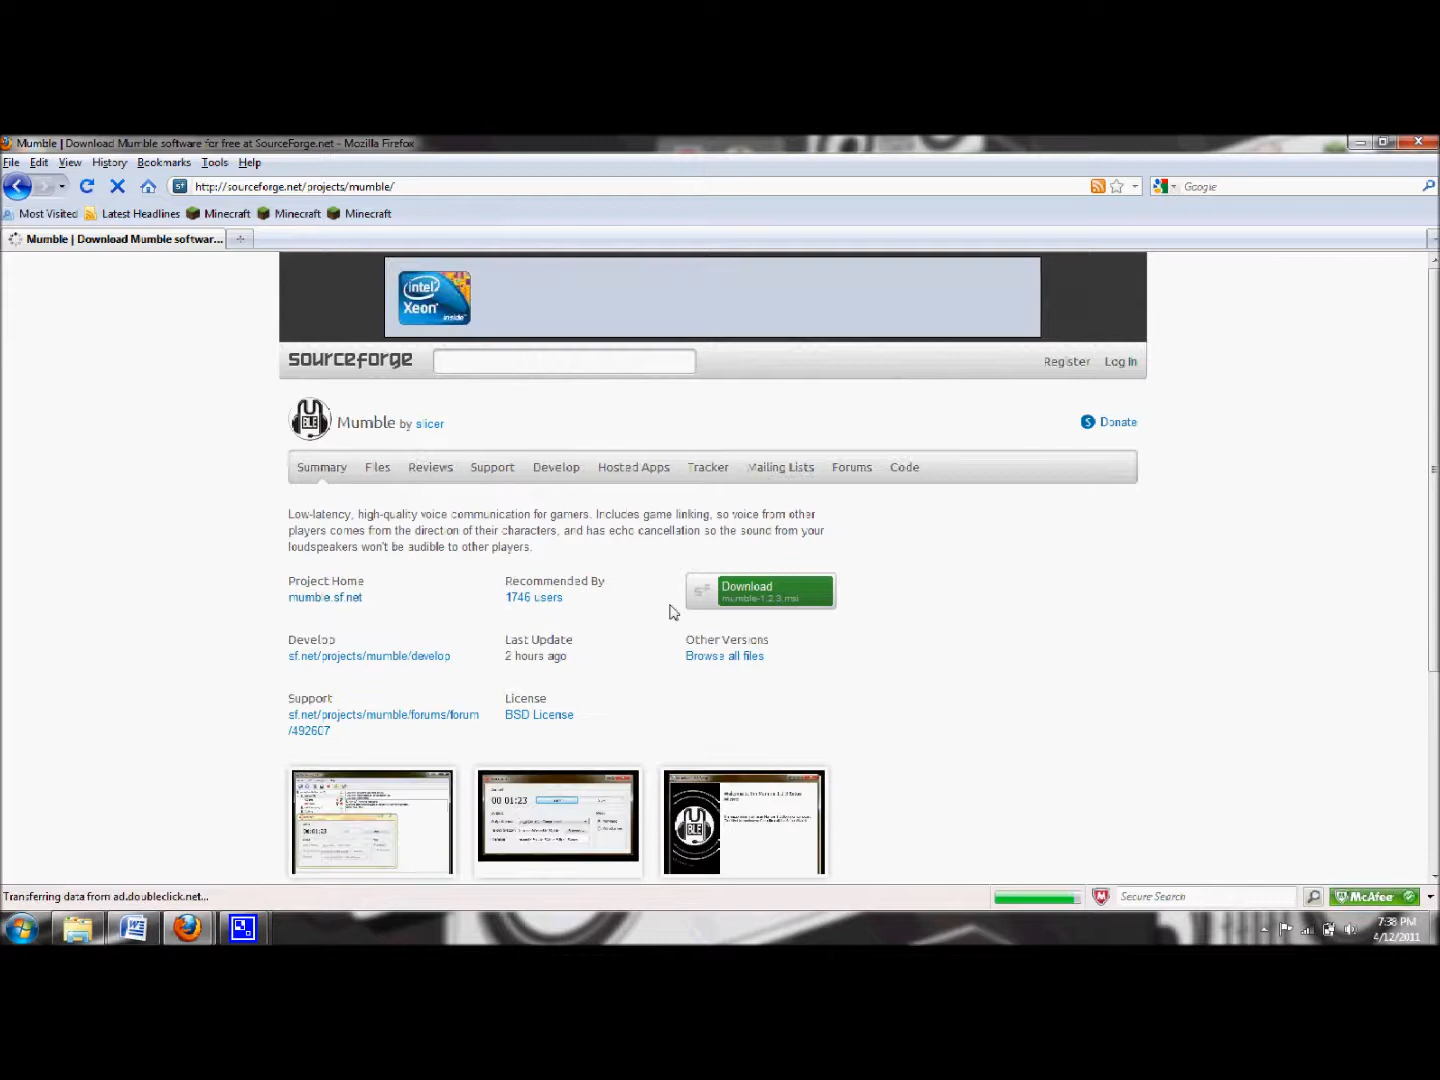 Mumble | Download Mumble software for free at SourceForge.net - Mozilla Firefox
File Edit View History Bookmarks Tools Help
http://sourceforge.net/projects/mumble/
Google
Most Visited Latest Headlines Minecraft Minecraft Minecraft
Mumble | Download Mumble softwar...
intel Xeon inside
sourceforge
Register Log In
Mumble by slicer
Donate
Summary Files Reviews Support Develop Hosted Apps Tracker Mailing Lists Forums Code
Low-latency, high-quality voice communication for gamers. Includes game linking, so voice from other
players comes from the direction of their characters, and has echo cancellation so the sound from your
loudspeakers won't be audible to other players.
Project Home Recommended By Download
mumble.sf.net 1746 users mumble-1.2.3.msi
Develop Last Update Other Versions
sf.net/projects/mumble/develop 2 hours ago Browse all files
Support License
sf.net/projects/mumble/forums/forum BSD License
/492607
00:01:23
00:01:23
Transferring data from ad.doubleclick.net...
Secure Search
McAfee
7:38 PM
4/12/2011